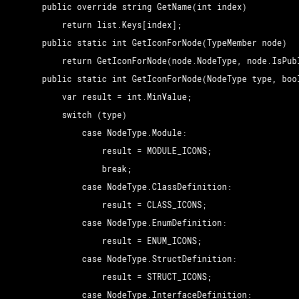 public override string GetName(int index)
return list.Keys[index];
public static int GetIconForNode(TypeMember node)
return GetIconForNode(node.NodeType, node.IsPubl
public static int GetIconForNode(NodeType type, bool
var result = int.MinValue;
switch (type)
case NodeType.Module:
result = MODULE_ICONS;
break;
case NodeType.ClassDefinition:
result = CLASS_ICONS;
case NodeType.EnumDefinition:
result = ENUM_ICONS;
case NodeType.StructDefinition:
result = STRUCT_ICONS;
case NodeType.InterfaceDefinition: